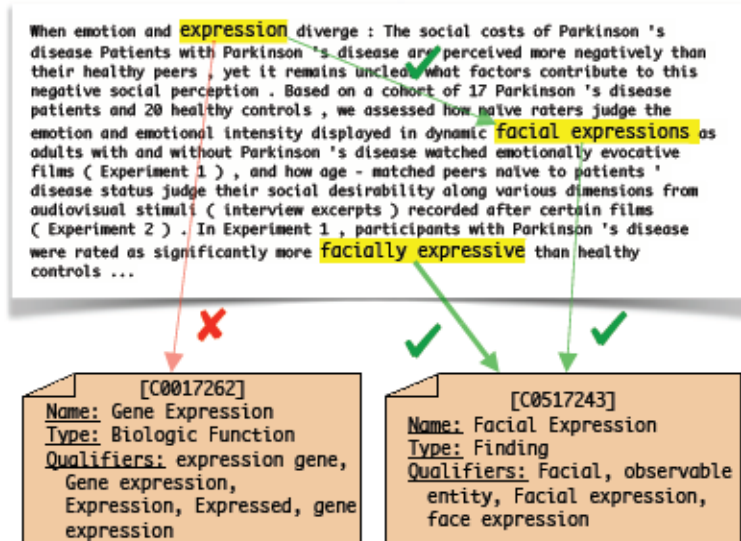 When emotion and expression diverge : The social costs of Parkinson 's
disease Patients with Parkinson 's disease are perceived more negatively than
their healthy peers , yet it remains unclear what factors contribute to this
negative social perception . Based on a cohort of 17 Parkinson 's disease
patients and 20 healthy controls , we assessed how naïve raters judge the
emotion and emotional intensity displayed in dynamic facial expressions as
adults with and without Parkinson 's disease watched emotionally evocative
films ( Experiment 1 ) , and how age - matched peers naïve to patients '
disease status judge their social desirability along various dimensions from
audiovisual stimuli ( interview excerpts ) recorded after certain films
( Experiment 2 ) . In Experiment 1 , participants with Parkinson 's disease
were rated as significantly more facially expressive than healthy
controls ...
[C0017262]
Name: Gene Expression
Type: Biologic Function
Qualifiers: expression gene,
Gene expression,
Expression, Expressed, gene
expression
[C0517243]
Name: Facial Expression
Type: Finding
Qualifiers: Facial, observable
entity, Facial expression,
face expression